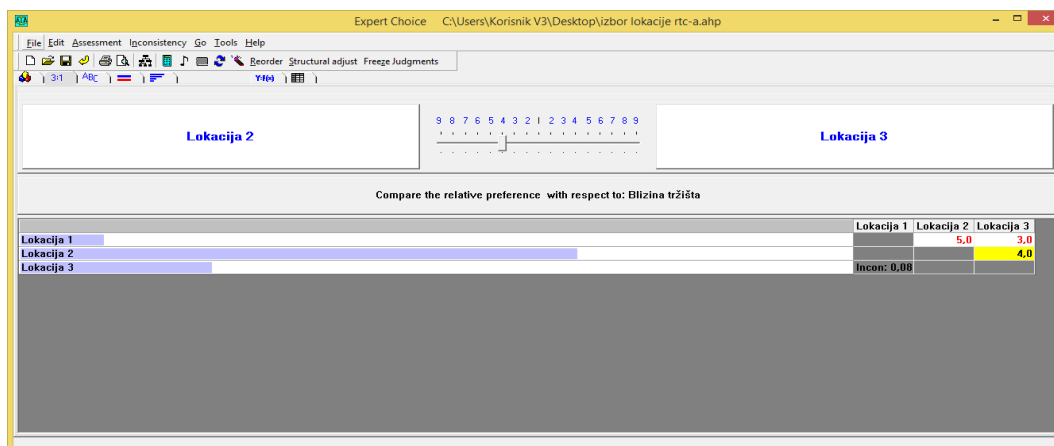 Expert Choice C:\Users\Korisnik V3\Desktop\izbor lokacije rtc-a.ahp
File Edit Assessment Inconsistency Go Tools Help
Reorder Structural adjust Freeze Judgments
3:1 ABC Y=f(x)
9 8 7 6 5 4 3 2 1 2 3 4 5 6 7 8 9
Lokacija 2 Lokacija 3
Compare the relative preference with respect to: Blizina tržišta
Lokacija 1 Lokacija 2 Lokacija 3
Lokacija 1 5,0 3,0
Lokacija 2 4,0
Lokacija 3 Incon: 0,08